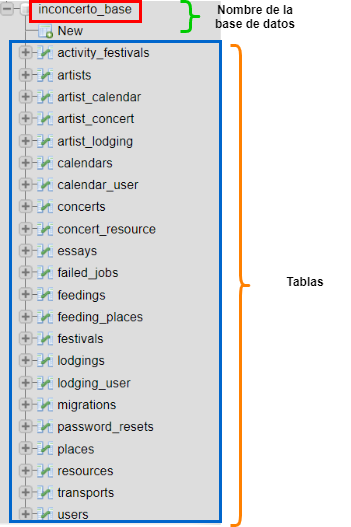 inconcerto_base
Nombre de la
base de datos
New
activity_festivals
artists
artist_calendar
artist_concert
artist_lodging
calendars
calendar_user
concerts
concert_resource
essays
failed_jobs
feedings
feeding_places
festivals
lodgings
lodging_user
migrations
password_resets
places
resources
transports
users
Tablas